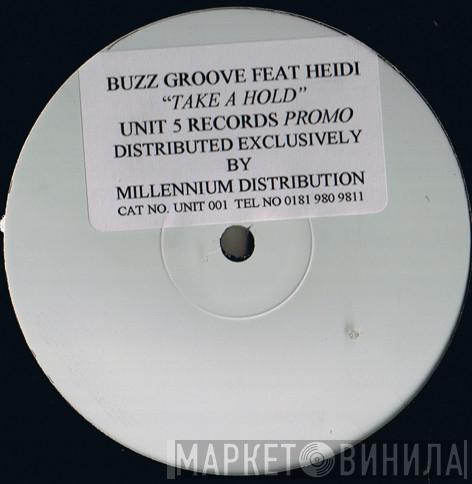 BUZZ GROOVE FEAT HEIDI
“TAKE A HOLD”
UNIT 5 RECORDS PROMO
DISTRIBUTED EXCLUSIVELY
BY
MILLENNIUM DISTRIBUTION
CAT NO. UNIT 001 TEL NO 0181 980 9811
МАРКЕТ ВИНИЛА